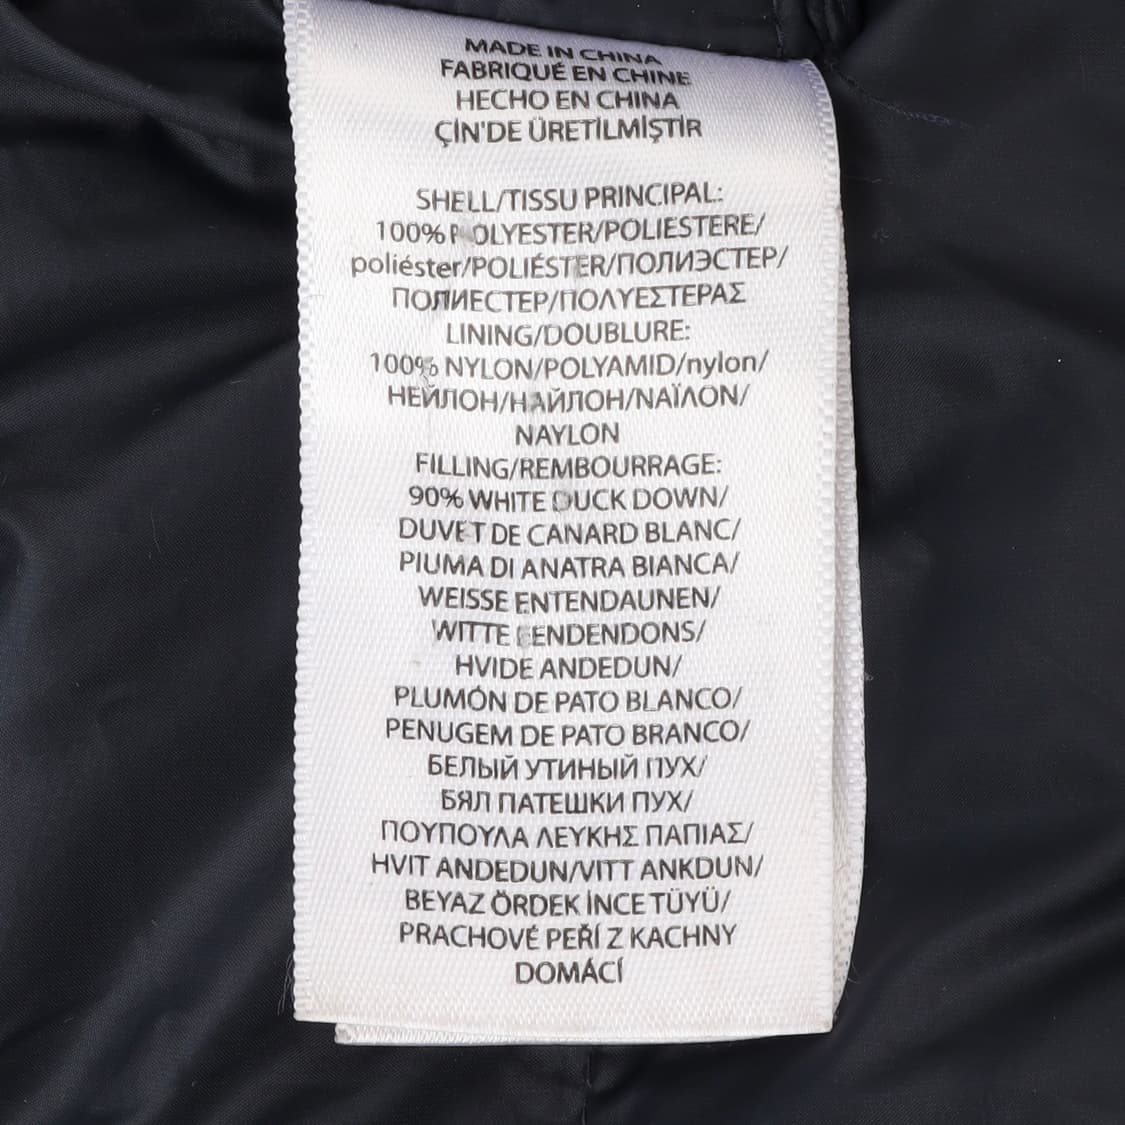 MADE IN CHINA
FABRIQUÉ EN CHINE
HECHO EN CHINA
ÇİN'DE ÜRETİLMİŞTİR
SHELL/TISSU PRINCIPAL:
100% POLYESTER/POLIESTERE/
poliéster/POLIÉSTER/ПОЛИЭСТЕР/
ПОЛИЕСТЕР/ΠΟΛΥΕΣΤΕΡΑΣ
LINING/DOUBLURE:
100% NYLON/POLYAMID/nylon/
НЕЙЛОН/НАЙЛОН/ΝΑΪΛΟΝ/
NAYLON
FILLING/REMBOURRAGE:
90% WHITE DUCK DOWN/
DUVET DE CANARD BLANC/
PIUMA DI ANATRA BIANCA/
WEISSE ENTENDAUNEN/
WITTE EENDENDONS/
HVIDE ANDEDUN/
PLUMÓN DE PATO BLANCO/
PENUGEM DE PATO BRANCO/
БЕЛЫЙ УТИНЫЙ ПУХ/
БЯЛ ПАТЕШКИ ПУХ/
ΠΟΥΠΟΥΛΑ ΛΕΥΚΗΣ ΠΑΠΙΑΣ/
HVIT ANDEDUN/VITT ANKDUN/
BEYAZ ÖRDEK İNCE TÜYÜ/
PRACHOVÉ PEŘÍ Z KACHNY
DOMÁCÍ